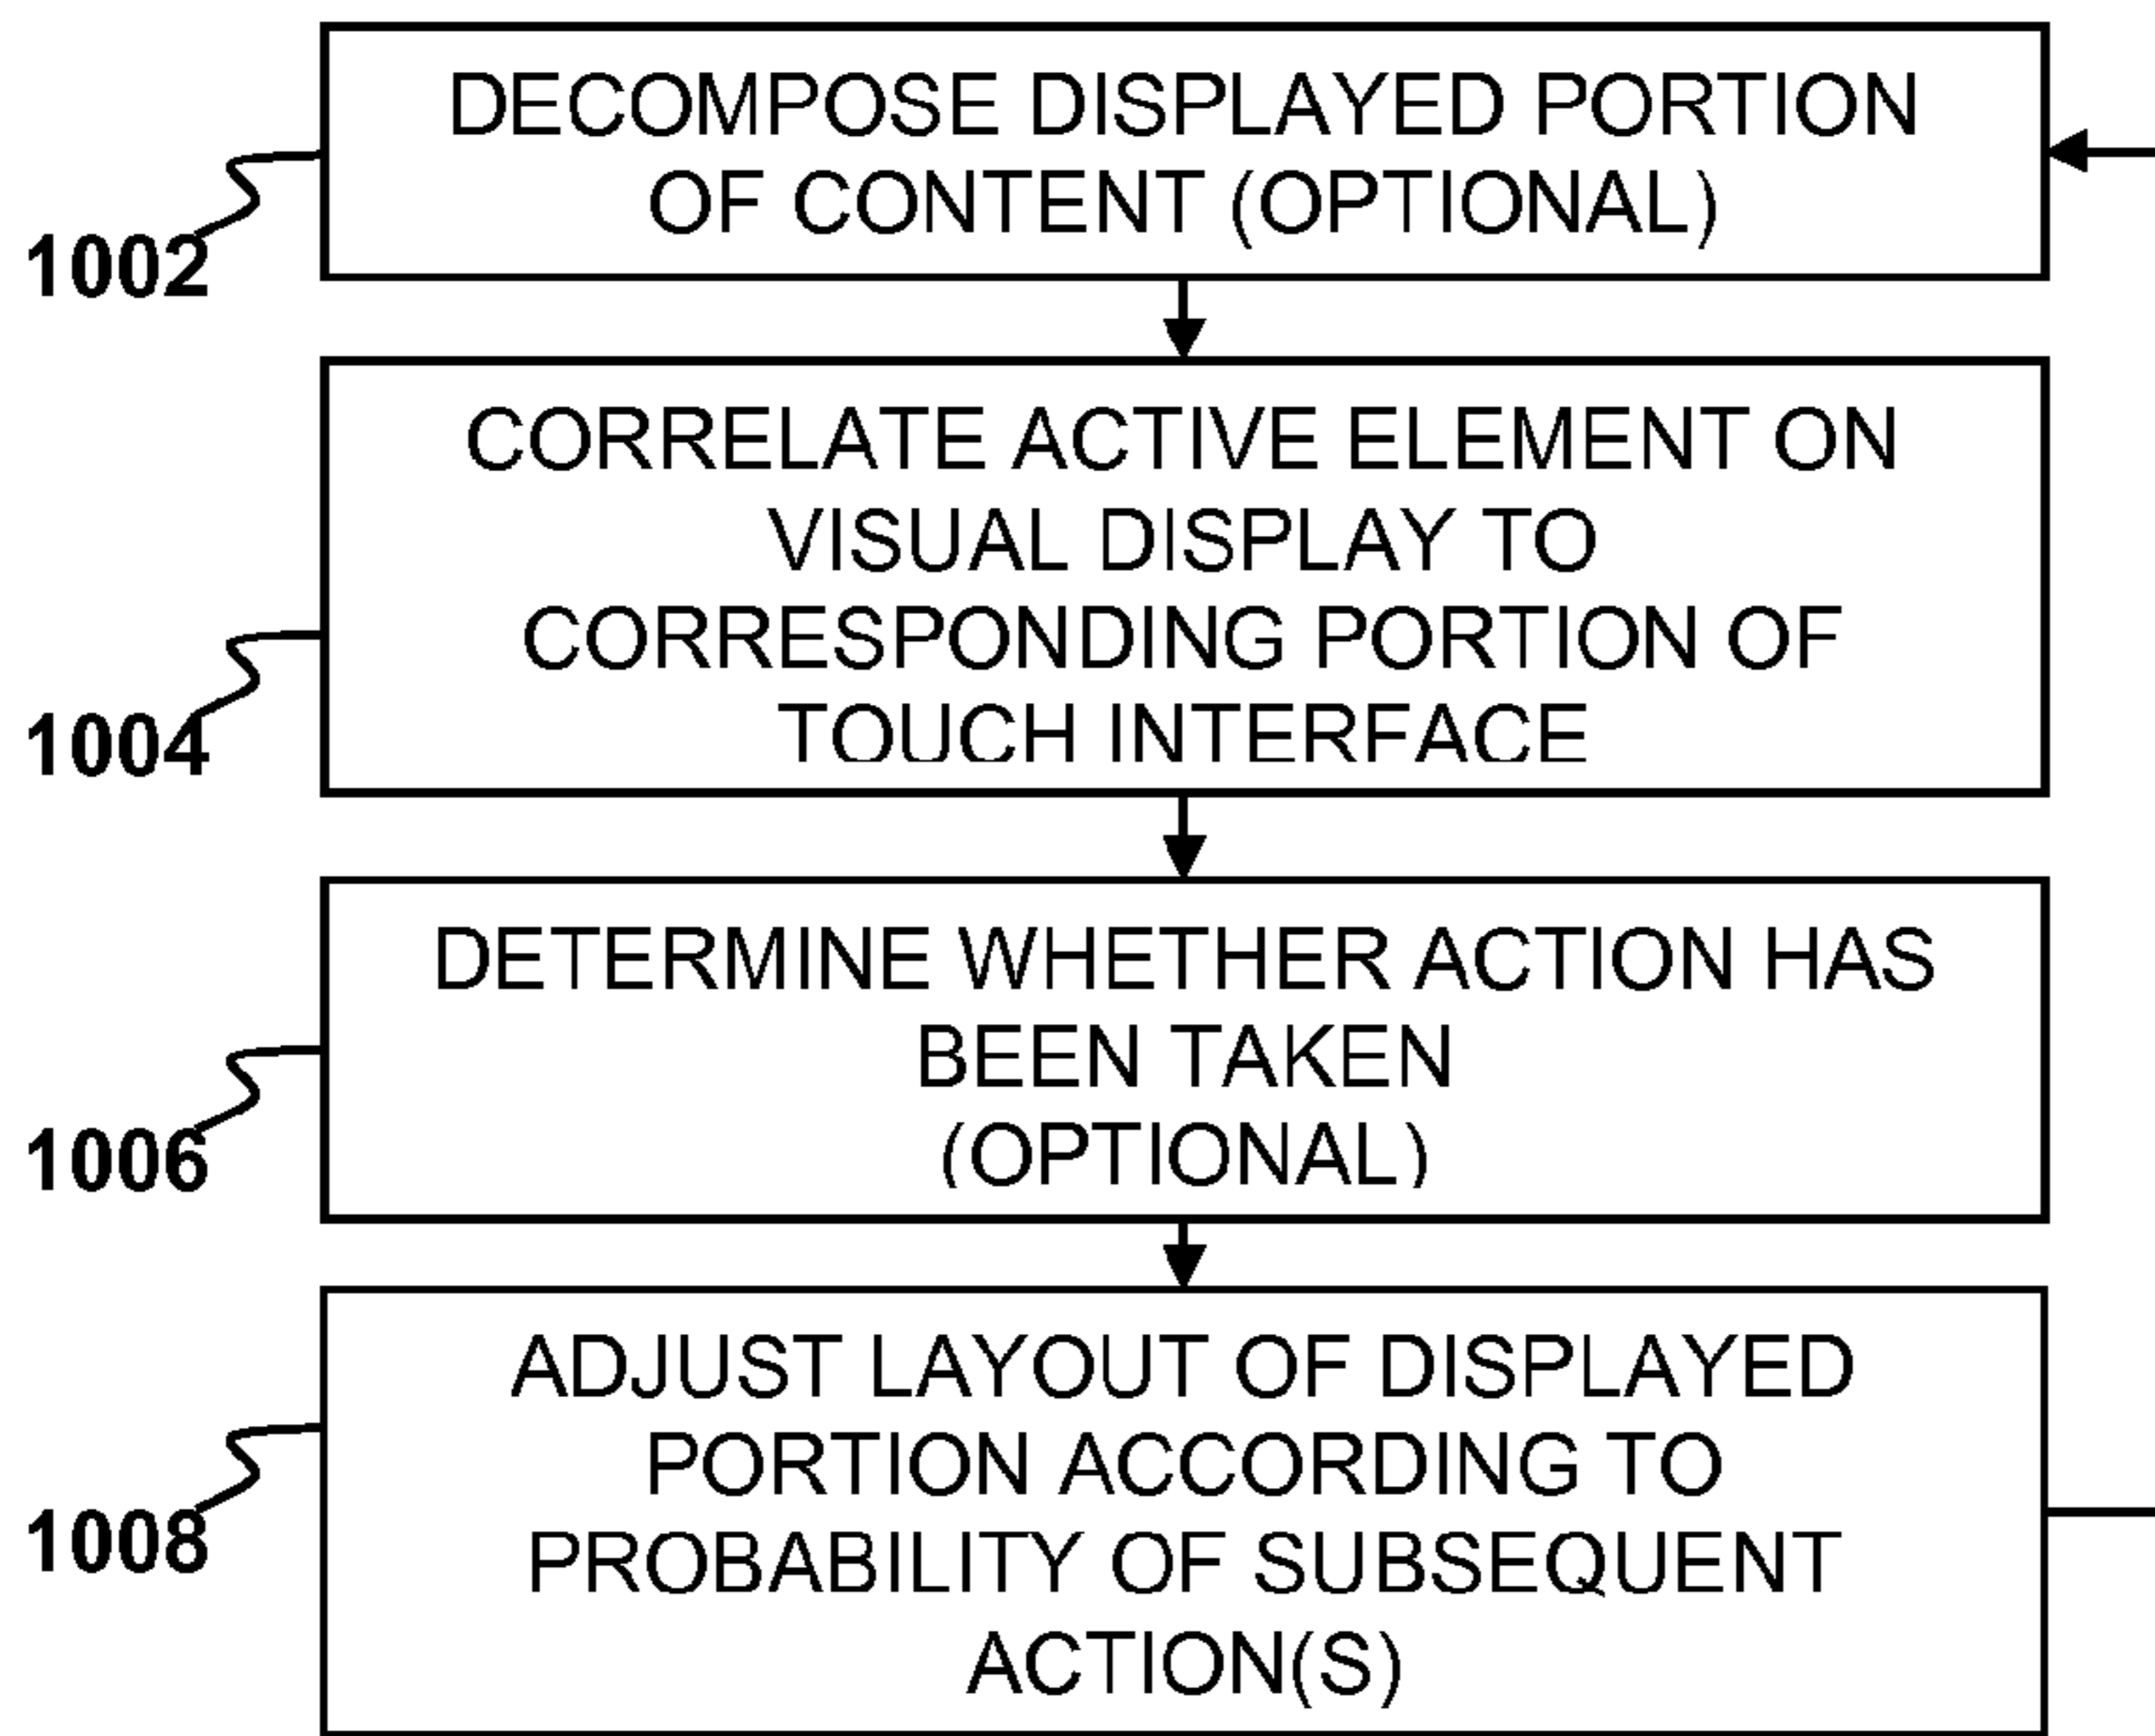 DECOMPOSE DISPLAYED PORTION
OF CONTENT (OPTIONAL)
1002
CORRELATE ACTIVE ELEMENT ON
VISUAL DISPLAY TO
CORRESPONDING PORTION OF
TOUCH INTERFACE
1004
DETERMINE WHETHER ACTION HAS
BEEN TAKEN
(OPTIONAL)
1006
ADJUST LAYOUT OF DISPLAYED
PORTION ACCORDING TO
PROBABILITY OF SUBSEQUENT
ACTION(S)
1008